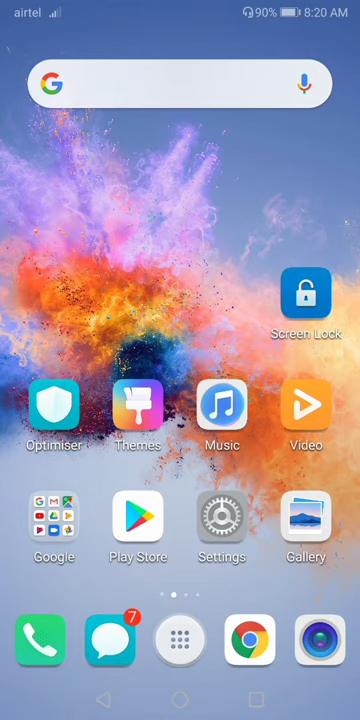 airtel 90% 8:20 AM
G
Screen Lock
Optimiser Themes Music Video
Google Play Store Settings Gallery
7